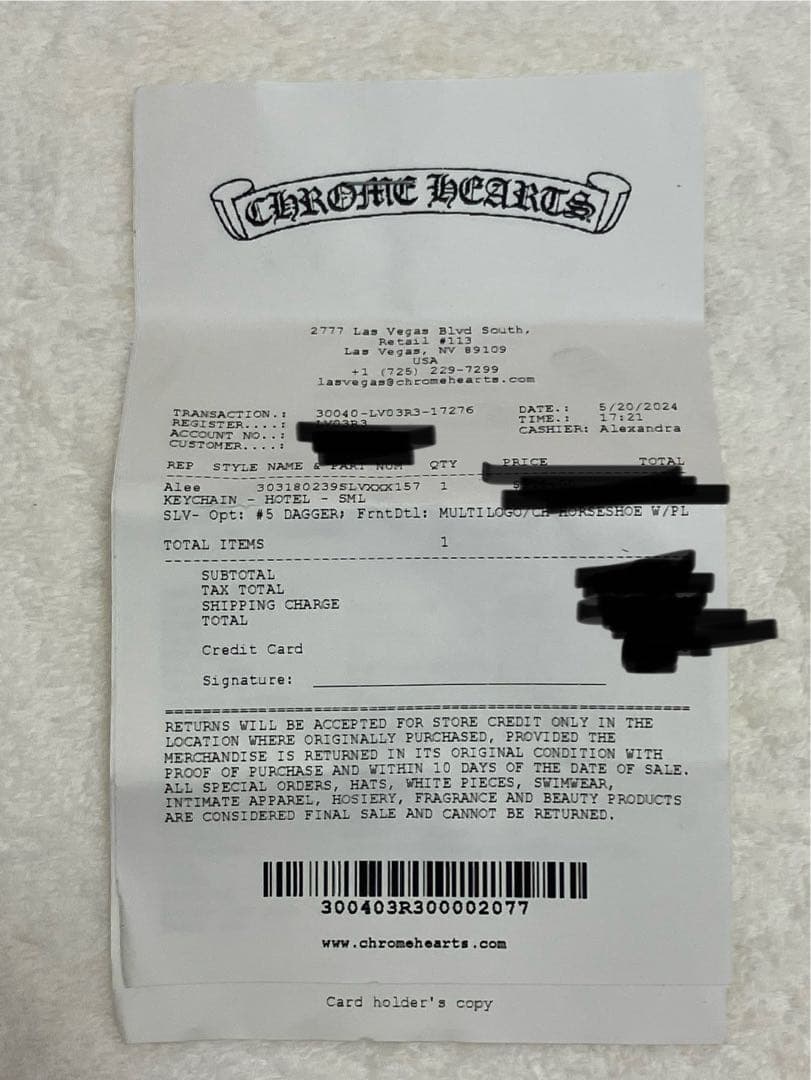 CHROME HEARTS
2777 Las Vegas Blvd South,
Retail #113
Las Vegas, NV 89109
USA
+1 (725) 229-7299
lasvegas@chromehearts.com
TRANSACTION.: 30040-LV03R3-17276 DATE.: 5/20/2024
REGISTER....: LV03R3 TIME.: 17:21
ACCOUNT NO..: CASHIER: Alexandra
CUSTOMER....:
REP STYLE NAME & PART NUM QTY PRICE TOTAL
Alee 303180239SLVXXX157 1
KEYCHAIN - HOTEL - SML
SLV- Opt: #5 DAGGER; FrntDtl: MULTILOGO/CH HORSESHOE W/PL
TOTAL ITEMS 1
SUBTOTAL
TAX TOTAL
SHIPPING CHARGE
TOTAL
Credit Card
Signature:
RETURNS WILL BE ACCEPTED FOR STORE CREDIT ONLY IN THE
LOCATION WHERE ORIGINALLY PURCHASED, PROVIDED THE
MERCHANDISE IS RETURNED IN ITS ORIGINAL CONDITION WITH
PROOF OF PURCHASE AND WITHIN 10 DAYS OF THE DATE OF SALE.
ALL SPECIAL ORDERS, HATS, WHITE PIECES, SWIMWEAR,
INTIMATE APPAREL, HOSIERY, FRAGRANCE AND BEAUTY PRODUCTS
ARE CONSIDERED FINAL SALE AND CANNOT BE RETURNED.
300403R300002077
www.chromehearts.com
Card holder's copy